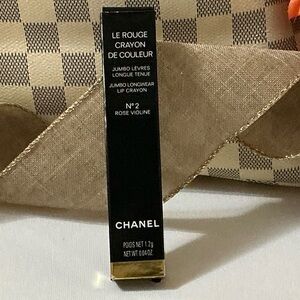 LE ROUGE
CRAYON
DE COULEUR
JUMBO LÈVRES
LONGUE TENUE
JUMBO LONGWEAR
LIP CRAYON
N°2
ROSE VIOLINE
CHANEL
POIDS NET 1.2g
NET WT. 0.04 OZ.